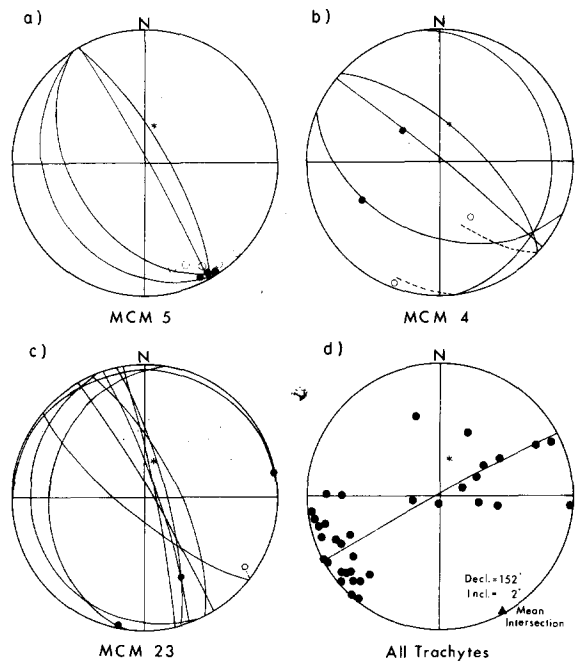 a)
N
MCM 5
b)
N
MCM 4
c)
N
MCM 23
d)
N
Decl.=152°
Incl.= 2°
Mean
Intersection
All Trachytes